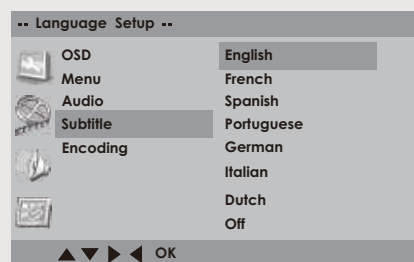 -- Language Setup --
OSD
Menu
Audio
Subtitle
Encoding
English
French
Spanish
Portuguese
German
Italian
Dutch
Off
OK